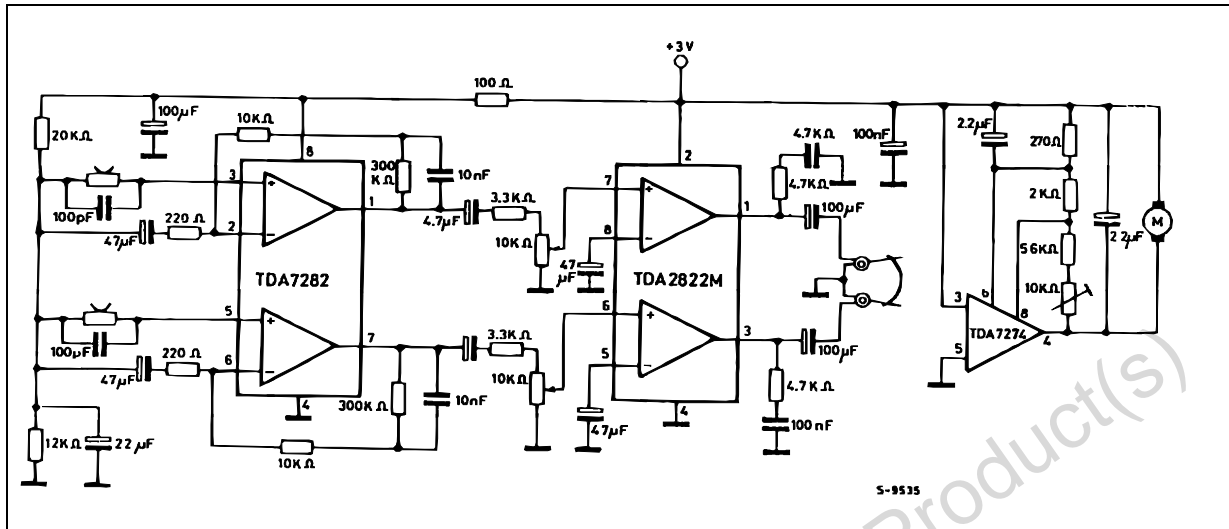 +3V
100Ω
100µF
20KΩ
10KΩ
8
300
KΩ
10nF
3
1
100pF
220Ω
47µF
2
4.7µF
3.3KΩ
10KΩ
TDA7282
5
7
100µF
220Ω
47µF
6
4
300KΩ
10nF
3.3KΩ
10KΩ
12KΩ
22µF
10KΩ
2
7
1
8
47
µF
TDA2822M
6
3
5
4
47µF
4.7KΩ
4.7KΩ
100µF
100µF
4.7KΩ
100nF
100nF
2.2µF
270Ω
2KΩ
2.2µF
M
56KΩ
10KΩ
3
6
8
TDA7274
4
5
S-9535
Product(s)